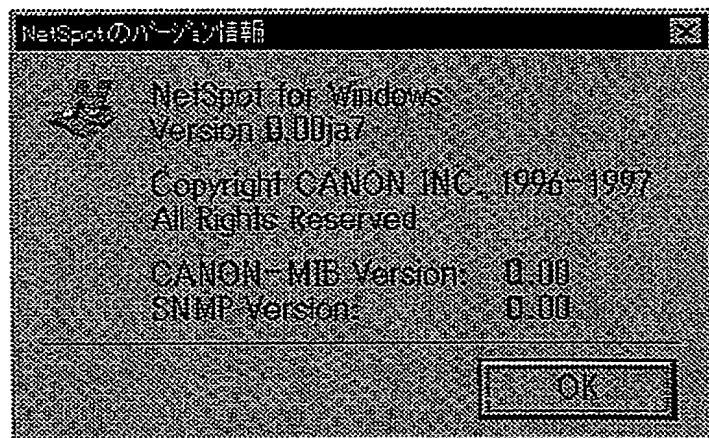 NetSpotのバージョン情報
NetSpot for Windows
Version 0.00ja7
Copyright CANON INC. 1996-1997
All Rights Reserved
CANON-MIB Version: 0.00
SNMP Version: 0.00
OK